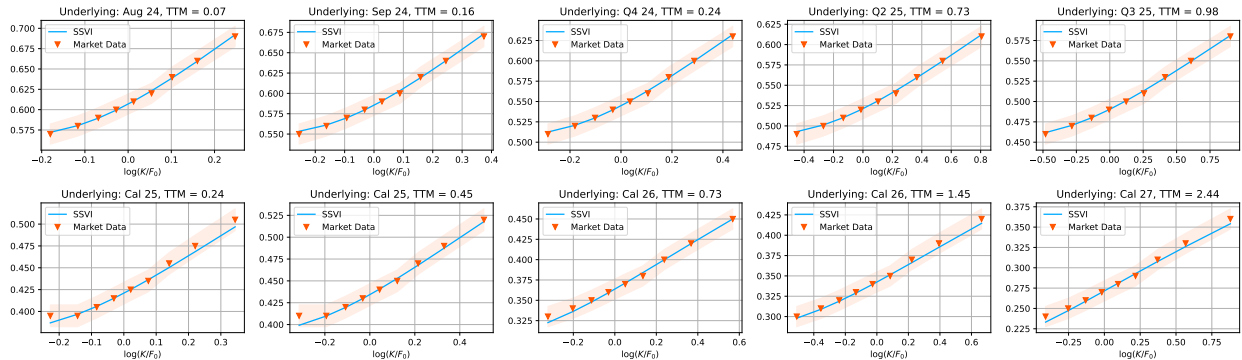 Underlying: Aug 24, TTM = 0.07
SSVI
Market Data
0.700
0.675
0.650
0.625
0.600
0.575
−0.2 −0.1 0.0 0.1 0.2
log(K/F₀)
Underlying: Sep 24, TTM = 0.16
SSVI
Market Data
0.675
0.650
0.625
0.600
0.575
0.550
−0.2 −0.1 0.0 0.1 0.2 0.3 0.4
log(K/F₀)
Underlying: Q4 24, TTM = 0.24
SSVI
Market Data
0.625
0.600
0.575
0.550
0.525
0.500
−0.2 0.0 0.2 0.4
log(K/F₀)
Underlying: Q2 25, TTM = 0.73
SSVI
Market Data
0.625
0.600
0.575
0.550
0.525
0.500
0.475
−0.4 −0.2 0.0 0.2 0.4 0.6 0.8
log(K/F₀)
Underlying: Q3 25, TTM = 0.98
SSVI
Market Data
0.600
0.575
0.550
0.525
0.500
0.475
0.450
−0.50 −0.25 0.00 0.25 0.50 0.75
log(K/F₀)
Underlying: Cal 25, TTM = 0.24
SSVI
Market Data
0.500
0.475
0.450
0.425
0.400
−0.2 −0.1 0.0 0.1 0.2 0.3
log(K/F₀)
Underlying: Cal 25, TTM = 0.45
SSVI
Market Data
0.525
0.500
0.475
0.450
0.425
0.400
−0.2 0.0 0.2 0.4
log(K/F₀)
Underlying: Cal 26, TTM = 0.73
SSVI
Market Data
0.450
0.425
0.400
0.375
0.350
0.325
−0.2 0.0 0.2 0.4 0.6
log(K/F₀)
Underlying: Cal 26, TTM = 1.45
SSVI
Market Data
0.425
0.400
0.375
0.350
0.325
0.300
−0.4 −0.2 0.0 0.2 0.4 0.6
log(K/F₀)
Underlying: Cal 27, TTM = 2.44
SSVI
Market Data
0.375
0.350
0.325
0.300
0.275
0.250
0.225
−0.4 −0.2 0.0 0.2 0.4 0.6 0.8
log(K/F₀)